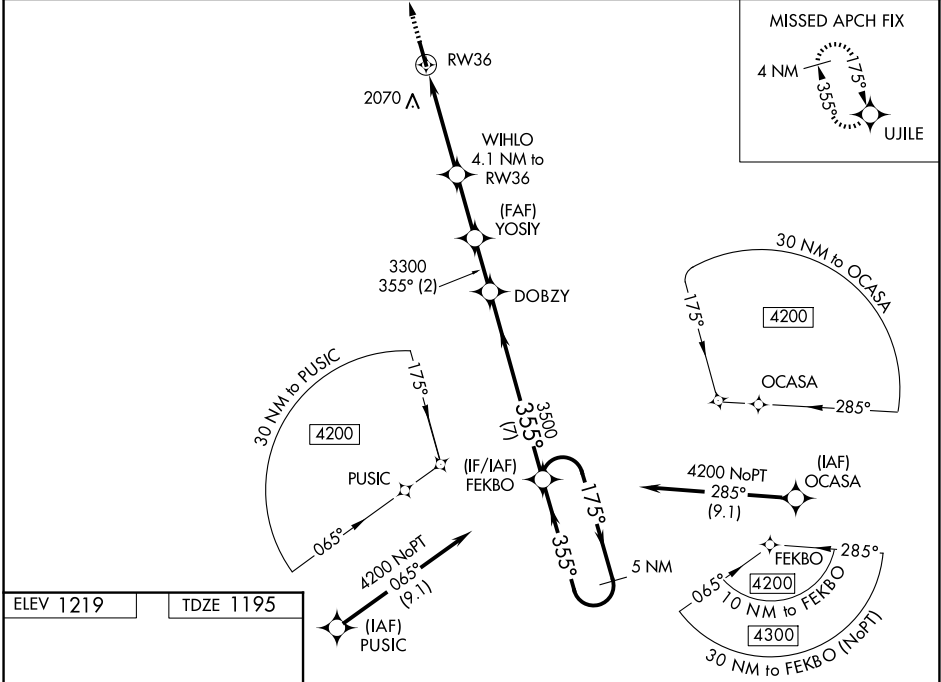 MISSED APCH FIX
4 NM
175°
355°
UJILE
RW36
2070
WIHLO
4.1 NM to
RW36
(FAF)
YOSIY
3300
355° (2)
DOBZY
30 NM to OCASA
175°
4200
OCASA
285°
30 NM to PUSIC
175°
4200
PUSIC
065°
3500
355°
(7)
(IF/IAF)
FEKBO
175°
355°
5 NM
4200 NoPT
285°
(9.1)
(IAF)
OCASA
4200 NoPT
065°
(9.1)
(IAF)
PUSIC
FEKBO
285°
065°
4200
10 NM to FEKBO
4300
30 NM to FEKBO (NoPT)
ELEV 1219
TDZE 1195